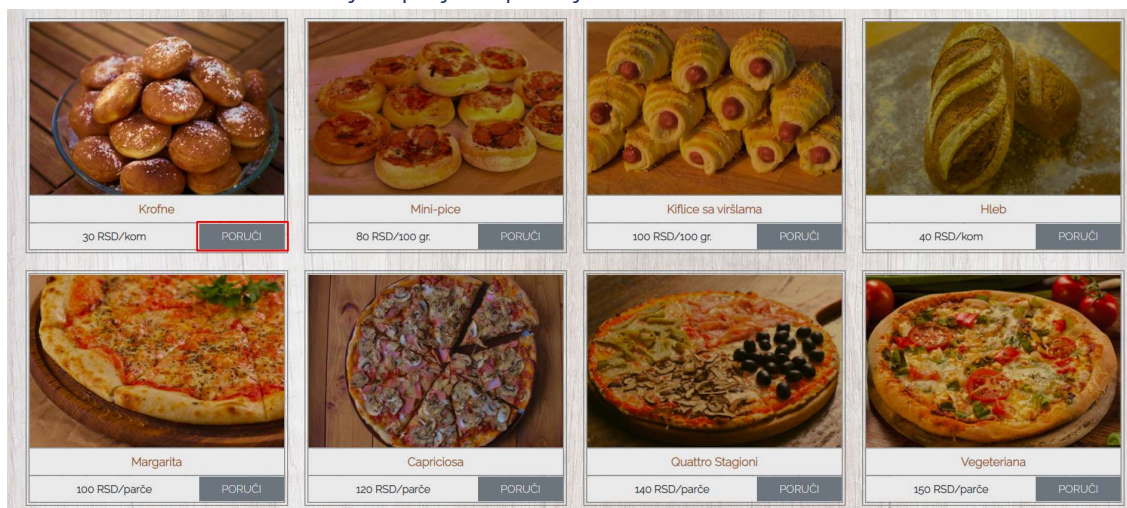 Krofne
30 RSD/kom PORUČI
Mini-pice
80 RSD/100 gr. PORUČI
Kiflice sa viršlama
100 RSD/100 gr. PORUČI
Hleb
40 RSD/kom PORUČI
Margarita
100 RSD/parče PORUČI
Capriciosa
120 RSD/parče PORUČI
Quattro Stagioni
140 RSD/parče PORUČI
Vegeteriana
150 RSD/parče PORUČI